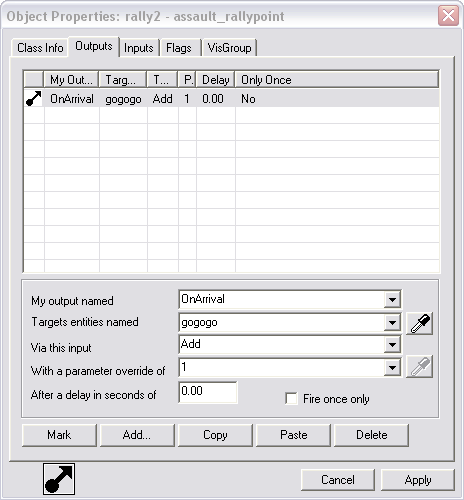 Object Properties: rally2 - assault_rallypoint
Class Info Outputs Inputs Flags VisGroup
My Out... Targ... T... P. Delay Only Once
OnArrival gogogo Add 1 0.00 No
My output named OnArrival
Targets entities named gogogo
Via this input Add
With a parameter override of 1
After a delay in seconds of 0.00 Fire once only
Mark Add... Copy Paste Delete
Cancel Apply